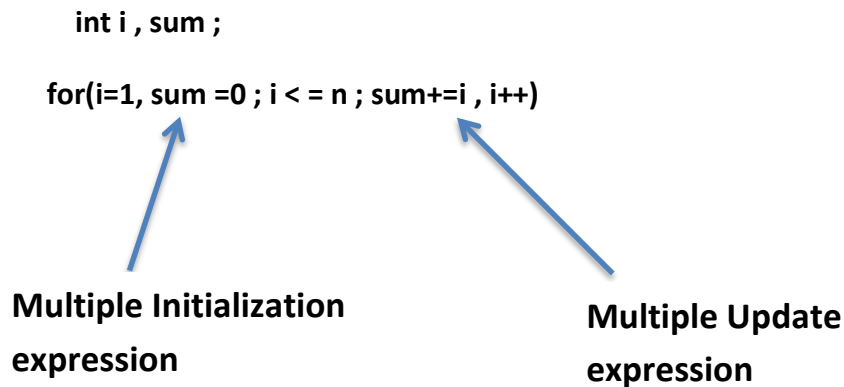 int i , sum ;
for(i=1, sum =0 ; i < = n ; sum+=i , i++)
Multiple Initialization
expression
Multiple Update
expression